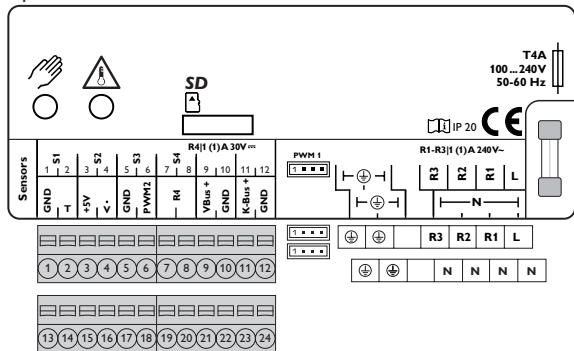 T4A
100 ... 240 V
50-60 Hz
SD
IP 20 CE
R4|1 (1) A 30V
R1-R3|1 (1) A 240V~
PWM 1
Sensors
S1 S2 S3 S4
1 2 3 4 5 6 7 8 9 10 11 12
1
GND T +5V GND PWM2 R4 VBus + GND K-Bus + GND
R3 R2 R1 L
N
1
1
R3 R2 R1 L
1 2 3 4 5 6 7 8 9 10 11 12
N N N N
13 14 15 16 17 18 19 20 21 22 23 24